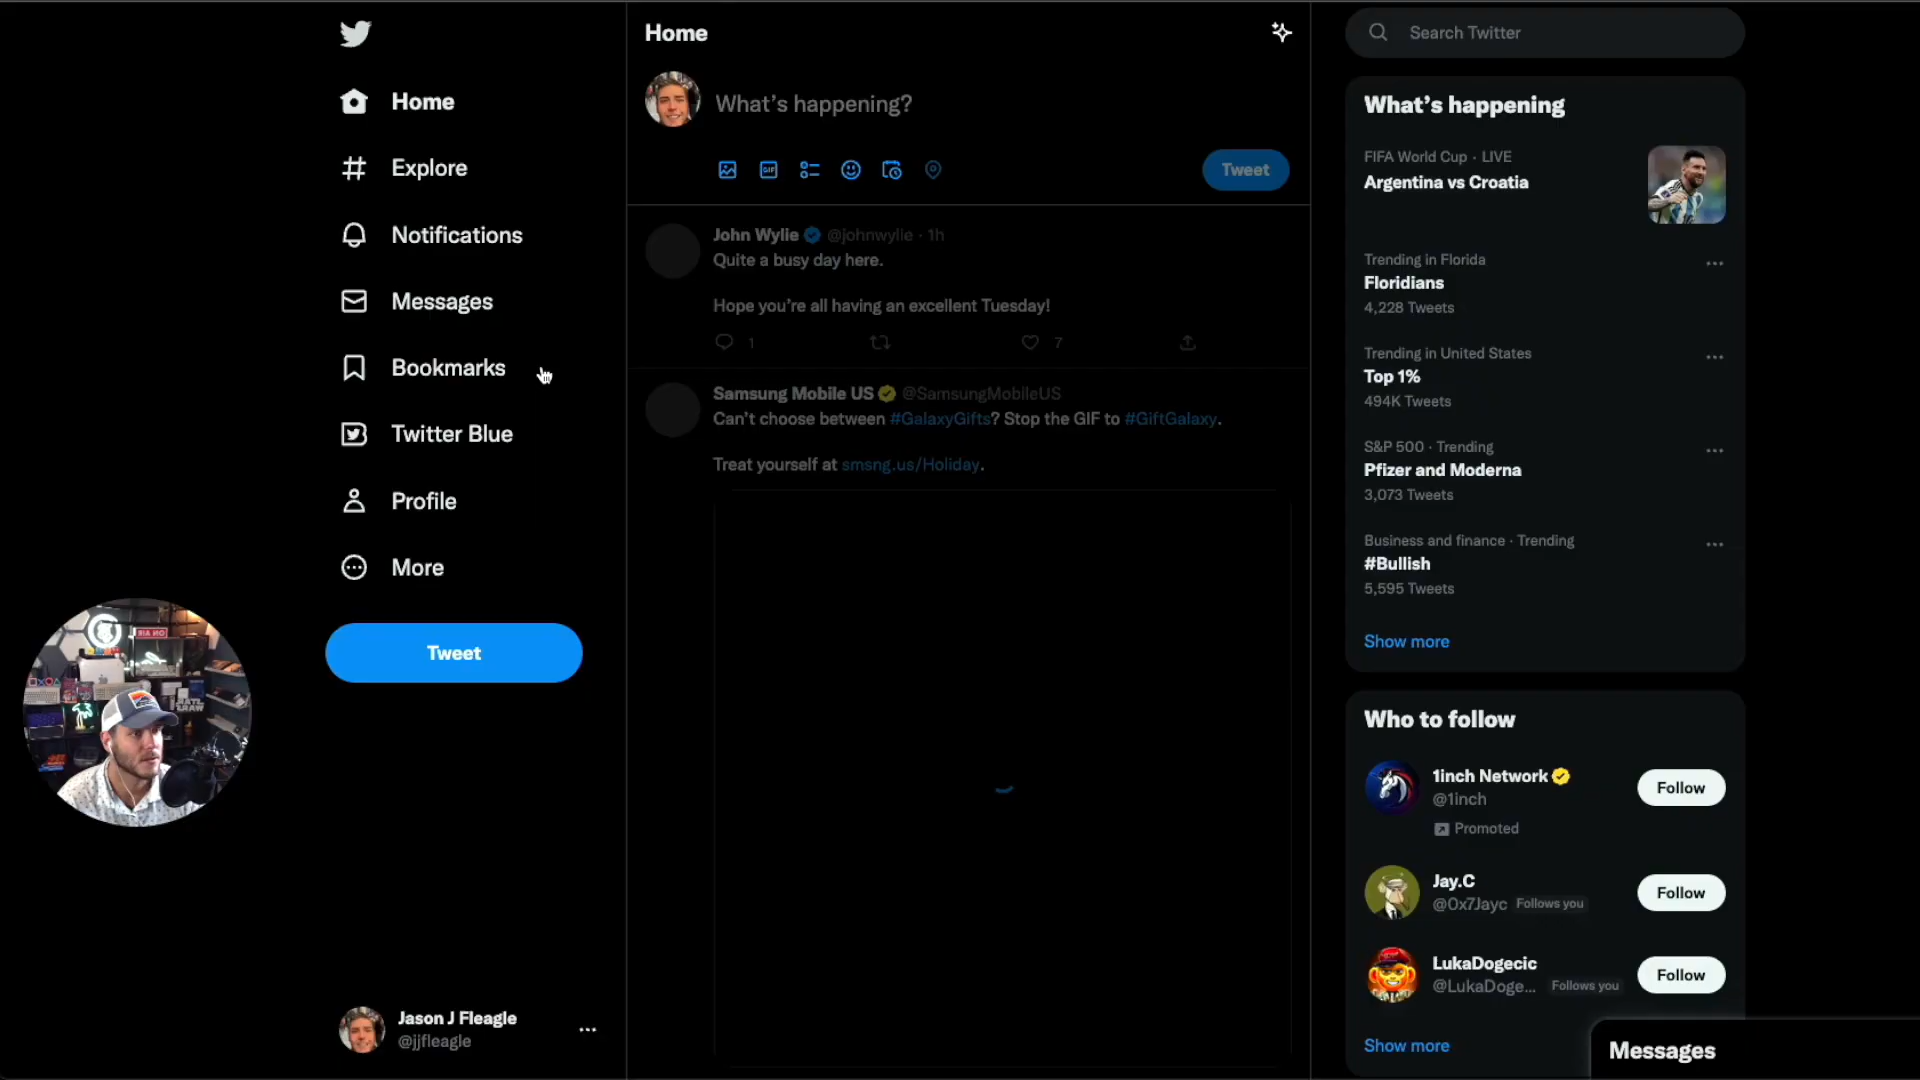 Home
Explore
Notifications
Messages
Bookmarks
Twitter Blue
Profile
More
Tweet
Jason J Fleagle
@jjfleagle
Home
What's happening?
GIF
Tweet
John Wylie @johnwylie · 1h
Quite a busy day here.
Hope you're all having an excellent Tuesday!
1
7
Samsung Mobile US @SamsungMobileUS
Can't choose between #GalaxyGifts? Stop the GIF to #GiftGalaxy.
Treat yourself at smsng.us/Holiday.
Search Twitter
What's happening
FIFA World Cup · LIVE
Argentina vs Croatia
Trending in Florida
Floridians
4,228 Tweets
Trending in United States
Top 1%
494K Tweets
S&P 500 · Trending
Pfizer and Moderna
3,073 Tweets
Business and finance · Trending
#Bullish
5,595 Tweets
Show more
Who to follow
1inch Network
@1inch
Promoted
Follow
Jay.C
@0x7Jayc Follows you
Follow
LukaDogecic
@LukaDoge... Follows you
Follow
Show more
Messages